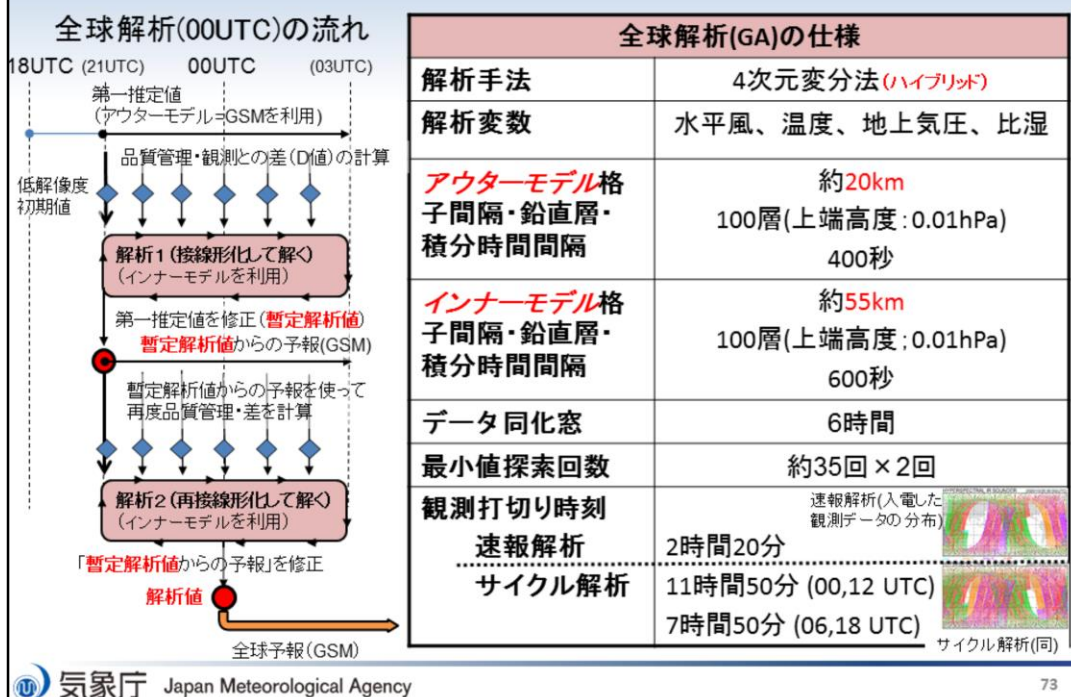 全球解析(00UTC)の流れ
18UTC (21UTC) 00UTC (03UTC)
第一推定値
(アウターモデル=GSMを利用)
品質管理・観測との差(D値)の計算
低解像度
初期値
解析1(接線形化して解く)
(インナーモデルを利用)
第一推定値を修正(暫定解析値)
暫定解析値からの予報(GSM)
暫定解析値からの予報を使って
再度品質管理・差を計算
解析2(再接線形化して解く)
(インナーモデルを利用)
「暫定解析値からの予報」を修正
解析値
全球予報(GSM)
全球解析(GA)の仕様
解析手法 4次元変分法(ハイブリッド)
解析変数 水平風、温度、地上気圧、比湿
アウターモデル格
子間隔・鉛直層・
積分時間間隔
約20km
100層(上端高度:0.01hPa)
400秒
インナーモデル格
子間隔・鉛直層・
積分時間間隔
約55km
100層(上端高度:0.01hPa)
600秒
データ同化窓 6時間
最小値探索回数 約35回×2回
観測打切り時刻
速報解析(入電した
観測データの分布)
速報解析 2時間20分
サイクル解析 11時間50分 (00,12 UTC)
7時間50分 (06,18 UTC)
サイクル解析(同)
気象庁 Japan Meteorological Agency
73